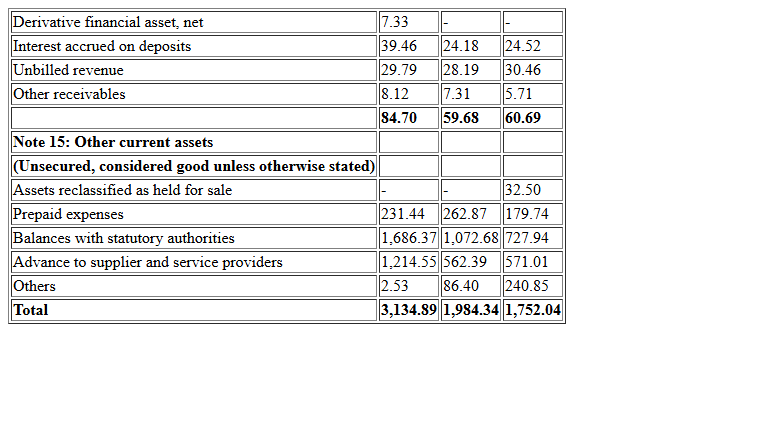 Derivative financial asset, net 7.33 - -
Interest accrued on deposits 39.46 24.18 24.52
Unbilled revenue 29.79 28.19 30.46
Other receivables 8.12 7.31 5.71
84.70 59.68 60.69
Note 15: Other current assets
(Unsecured, considered good unless otherwise stated)
Assets reclassified as held for sale - - 32.50
Prepaid expenses 231.44 262.87 179.74
Balances with statutory authorities 1,686.37 1,072.68 727.94
Advance to supplier and service providers 1,214.55 562.39 571.01
Others 2.53 86.40 240.85
Total 3,134.89 1,984.34 1,752.04